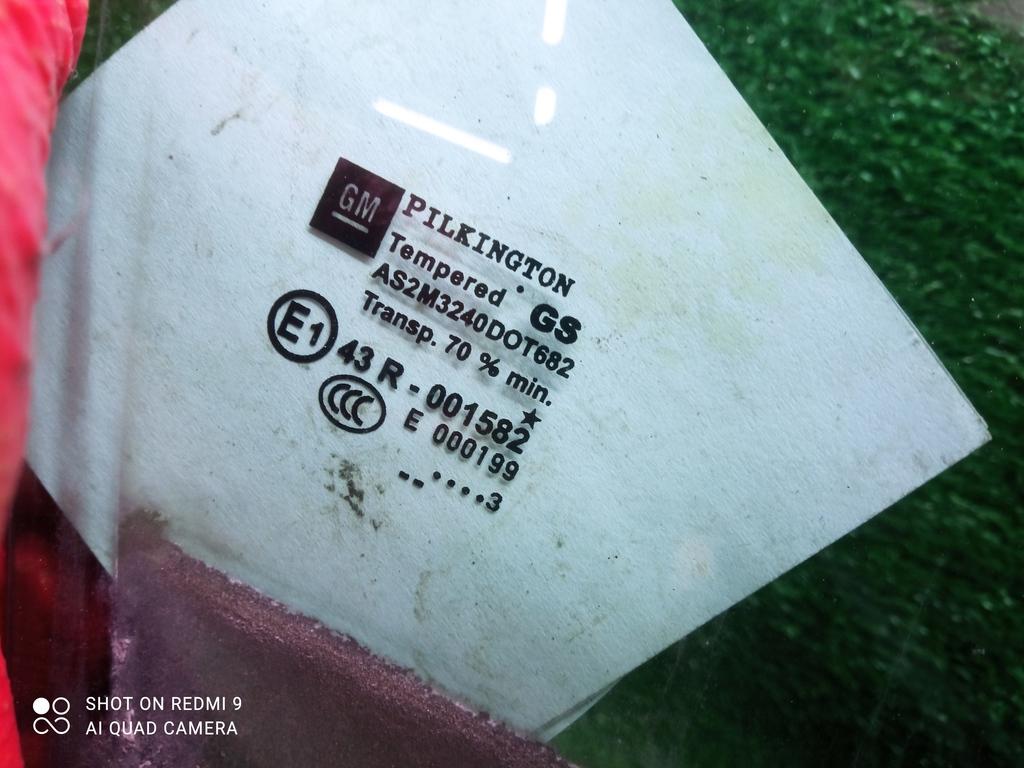 GM
PILKINGTON
Tempered GS
AS2M3240DOT682
Transp. 70 % min.
E1 43 R - 001582
CCC E 000199
--····3
SHOT ON REDMI 9
AI QUAD CAMERA